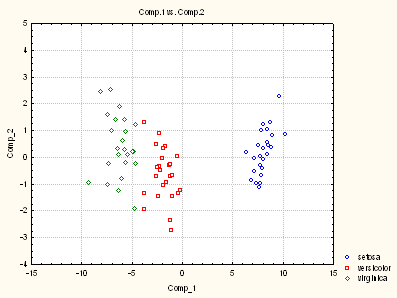 Comp.1 vs. Comp.2
5
4
3
2
1
0
-1
-2
-3
-4
Comp_2
-15 -10 -5 0 5 10 15
Comp_1
setosa
versicolor
virginica